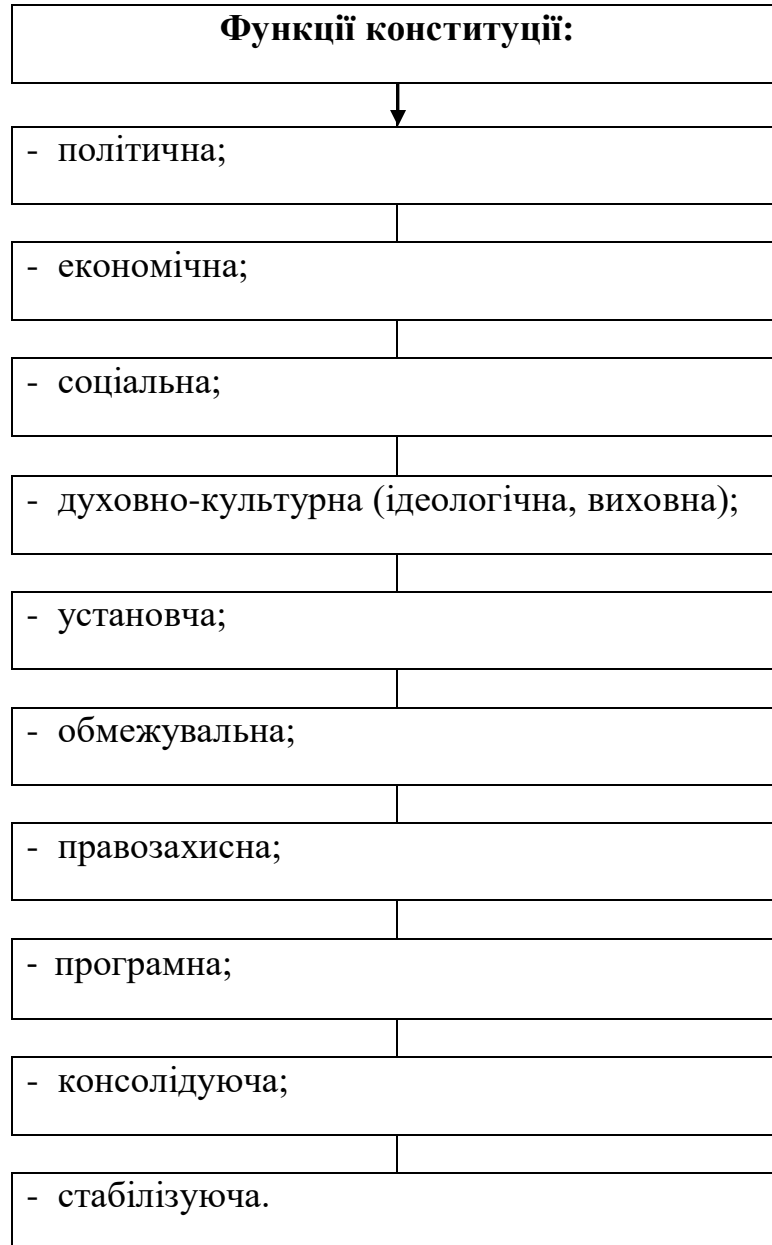 Функції конституції:
- політична;
- економічна;
- соціальна;
- духовно-культурна (ідеологічна, виховна);
- установча;
- обмежувальна;
- правозахисна;
- програмна;
- консолідуюча;
- стабілізуюча.